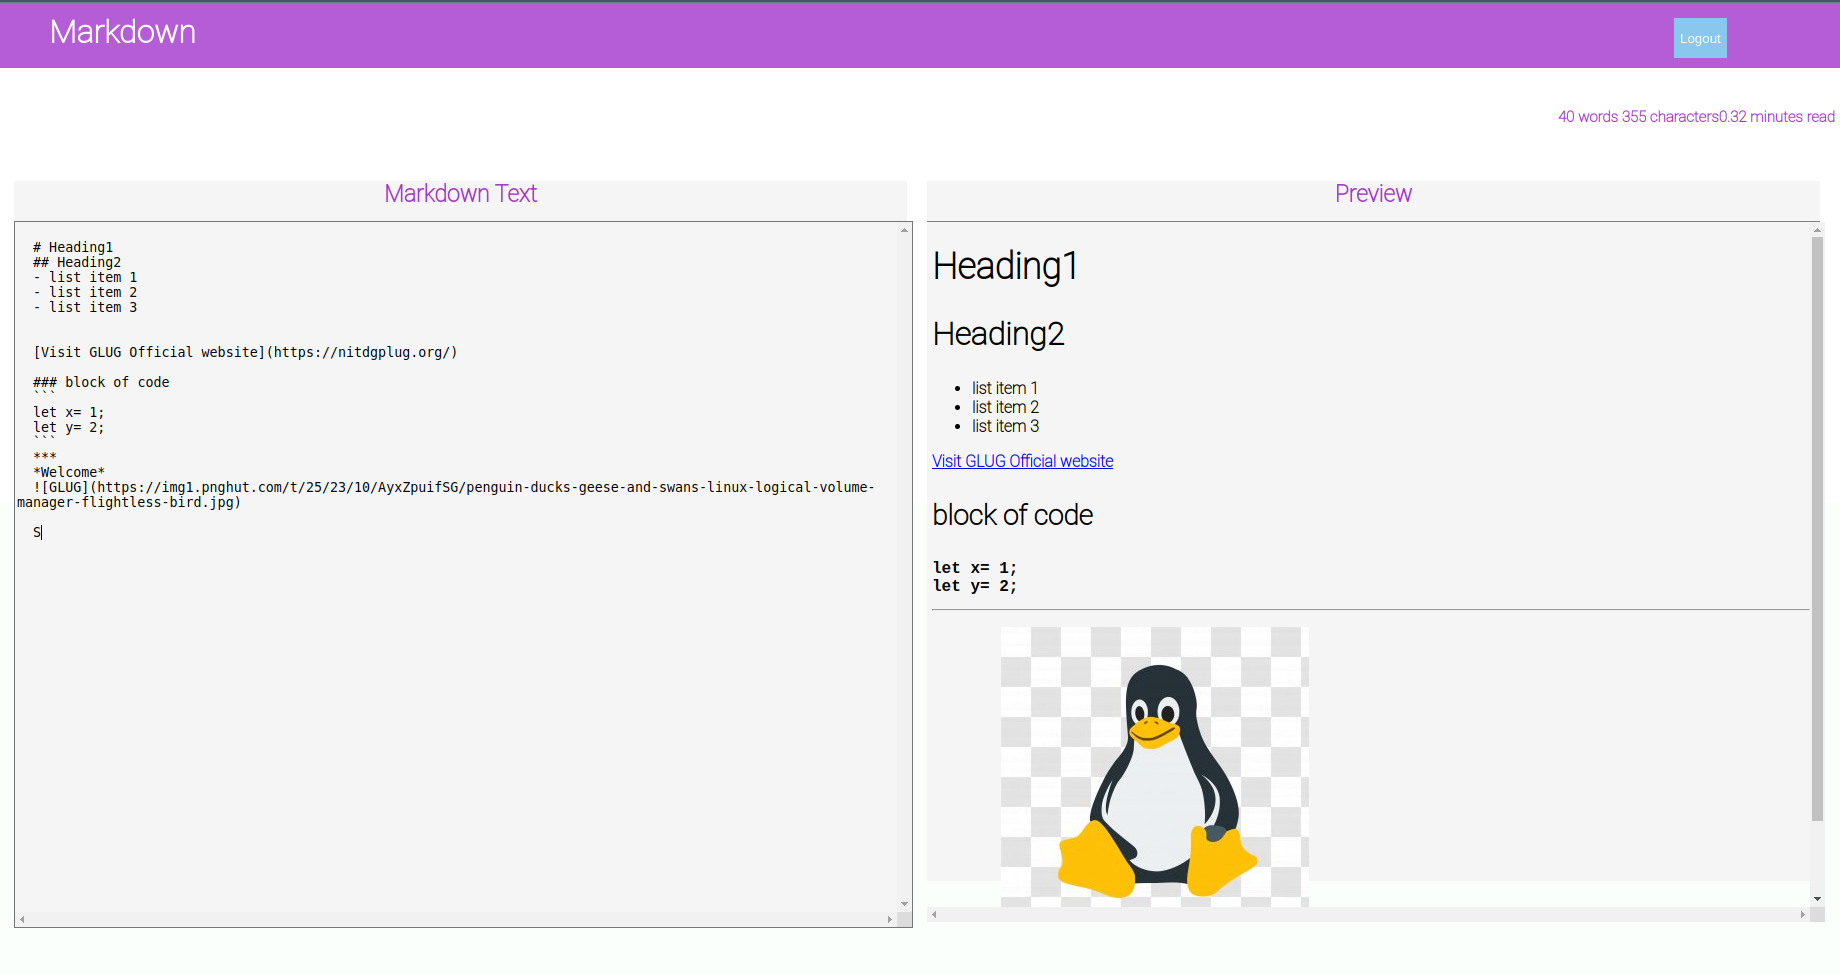 Markdown
Logout
40 words 355 characters0.32 minutes read
Markdown Text
# Heading1
## Heading2
- list item 1
- list item 2
- list item 3
[Visit GLUG Official website](https://nitdgplug.org/)
### block of code
```
let x= 1;
let y= 2;
```
***
*Welcome*
![GLUG](https://img1.pnghut.com/t/25/23/10/AyxZpuifSG/penguin-ducks-geese-and-swans-linux-logical-volume-
manager-flightless-bird.jpg)
S
Preview
Heading1
Heading2
• list item 1
• list item 2
• list item 3
Visit GLUG Official website
block of code
let x= 1;
let y= 2;